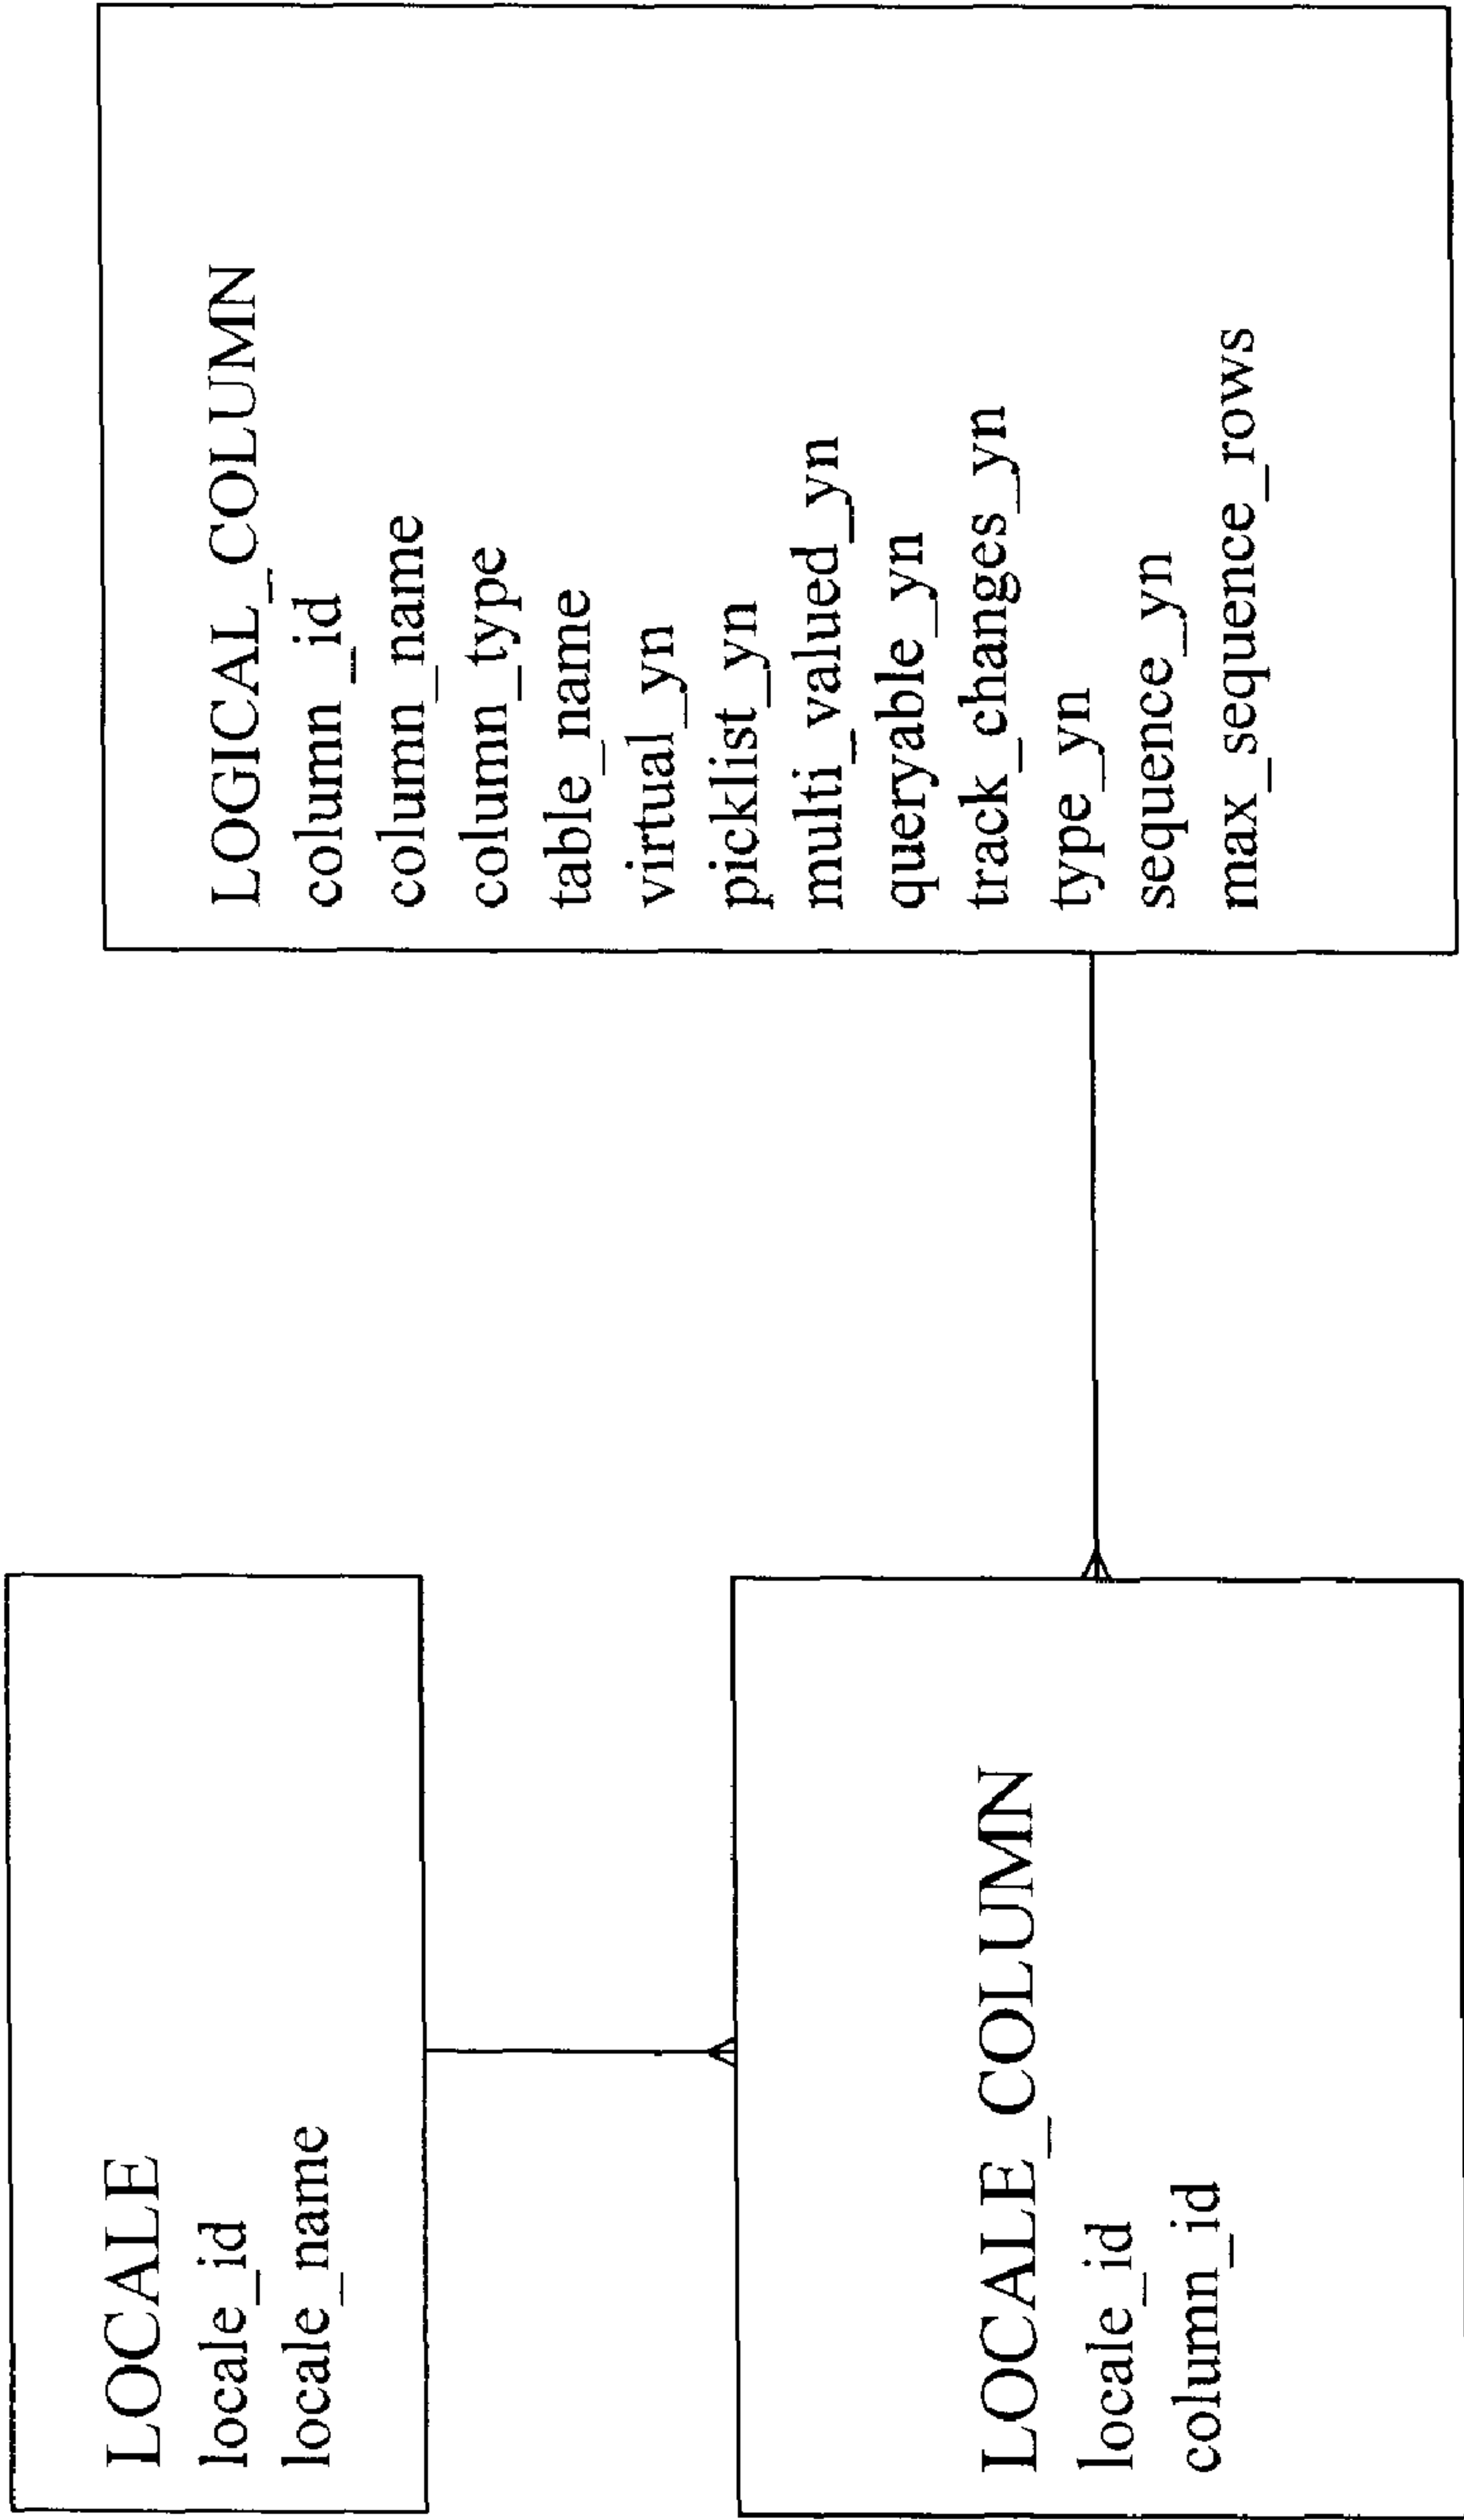 LOCALE
locale_id
locale_name
LOCALE_COLUMN
locale_id
column_id
LOGICAL_COLUMN
column_id
column_name
column_type
table_name
virtual_yn
picklist_yn
multi_valued_yn
queryable_yn
track_changes_yn
type_yn
sequence_yn
max_sequence_rows